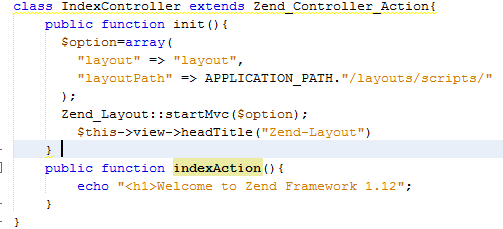 class IndexController extends Zend_Controller_Action{
public function init(){
$option=array(
"layout" => "layout",
"layoutPath" => APPLICATION_PATH."/layouts/scripts/"
);
Zend_Layout::startMvc($option);
$this->view->headTitle("Zend-Layout")
}
public function indexAction(){
echo "<h1>Welcome to Zend Framework 1.12";
}
}